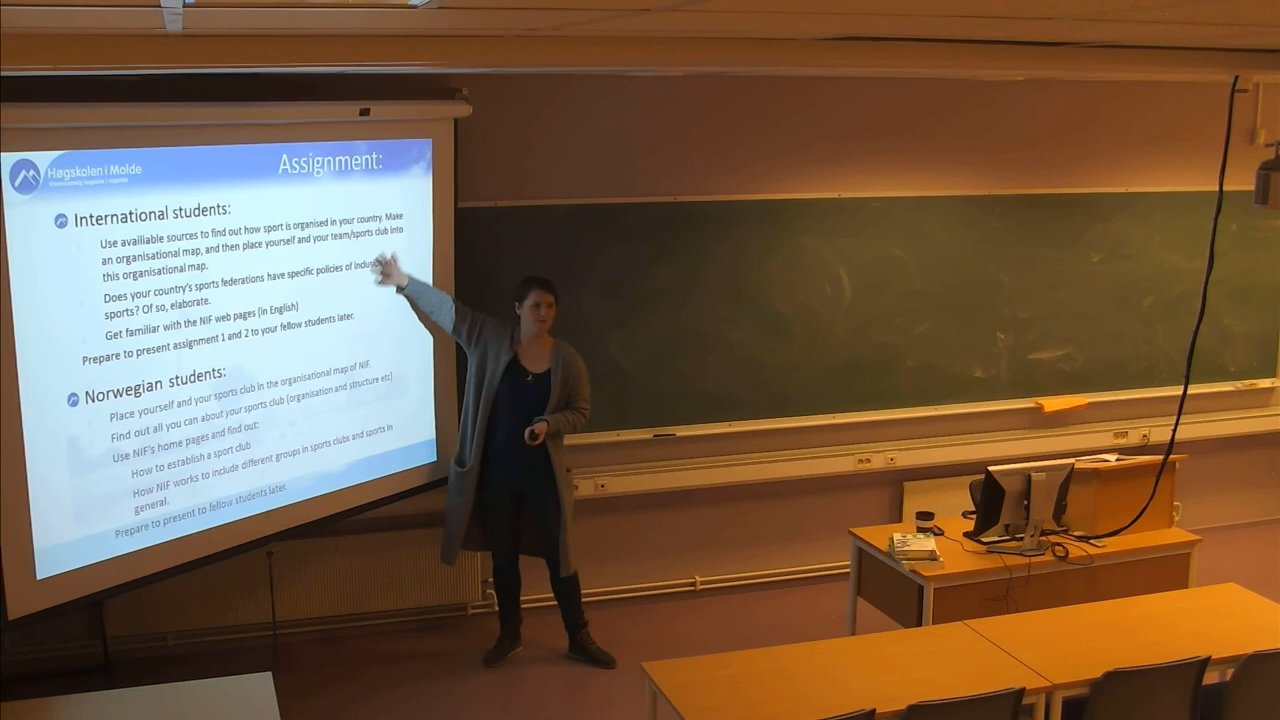 Høgskolen i Molde
Assignment:
International students:
Use availiable sources to find out how sport is organised in your country. Make
an organisational map, and then place yourself and your team/sports club into
this organisational map.
Does your country's sports federations have specific policies of
sports? Of so, elaborate.
Get familiar with the NIF web pages (in English)
Prepare to present assignment 1 and 2 to your fellow students later.
Norwegian students:
Place yourself and your sports club in the organisational map of NIF.
Find out all you can about your sports club (organisation and structure etc)
Use NIF's home pages and find out:
How to establish a sport club
How NIF works to include different groups in sports clubs and sports in
general.
Prepare to present to fellow students later.